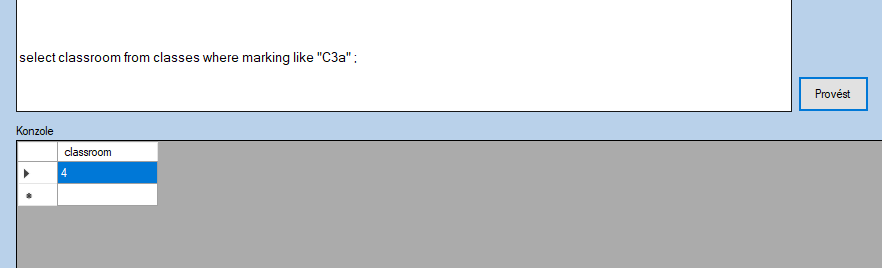 select classroom from classes where marking like "C3a" ;
Provést
Konzole
classroom
4